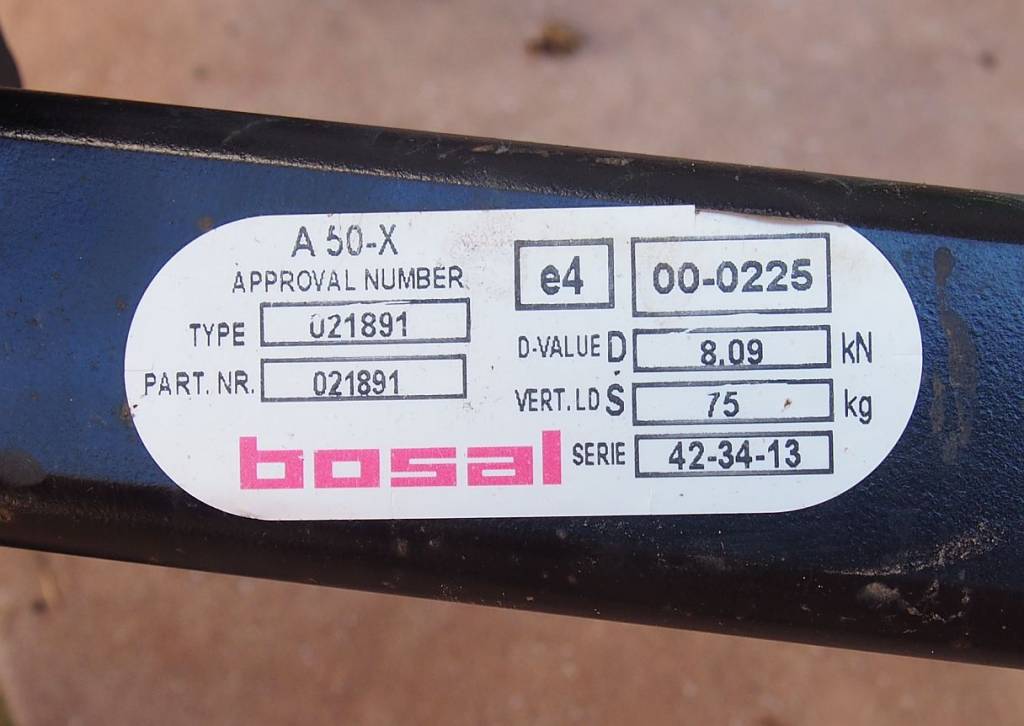 A 50-X
APPROVAL NUMBER
e4 00-0225
TYPE 021891
D-VALUE D 8.09 kN
PART. NR. 021891
VERT. LD S 75 kg
bosal
SERIE 42-34-13